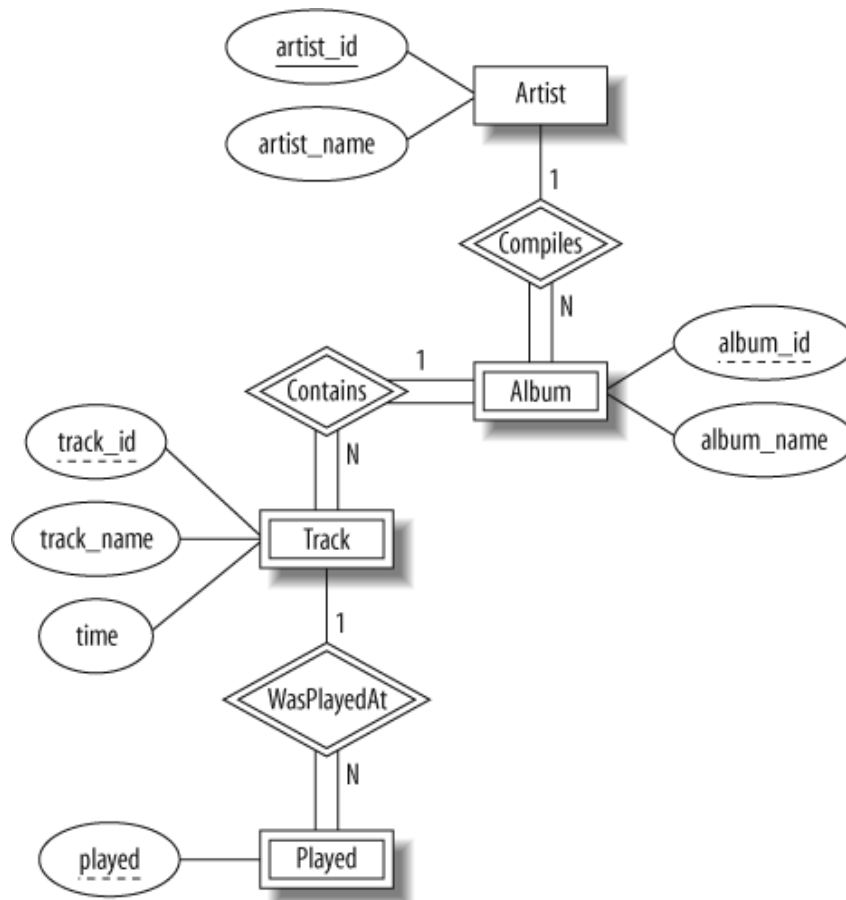 artist_id
Artist
artist_name
1
Compiles
N
album_id
1
Contains
Album
track_id
album_name
N
track_name
Track
time
1
WasPlayedAt
N
played
Played